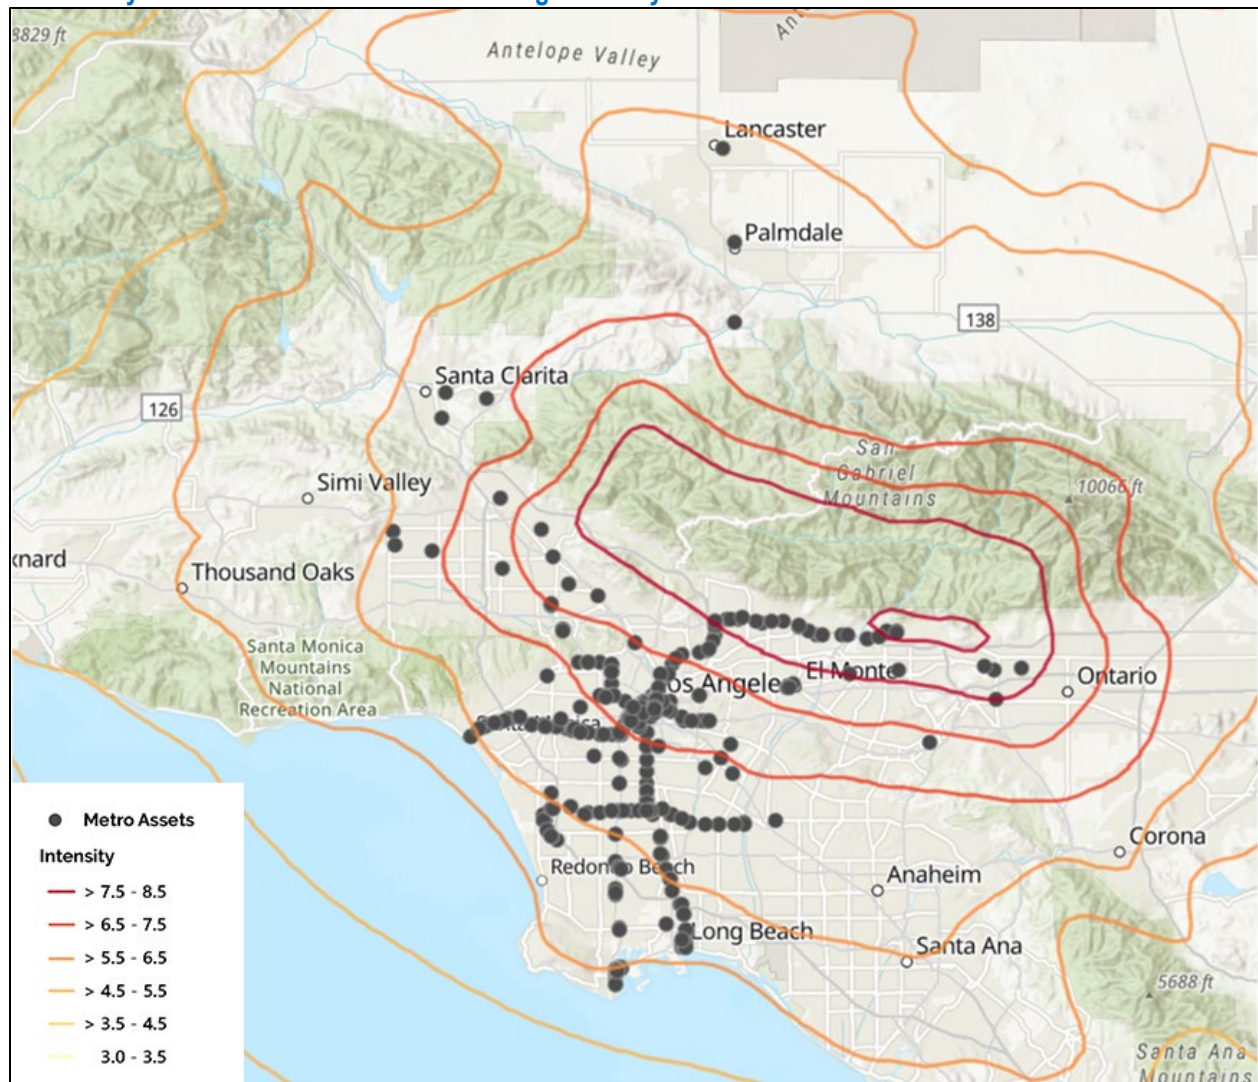 8829 ft
Antelope Valley
Lancaster
Palmdale
138
Santa Clarita
126
San
Gabriel
Mountains
10066 ft
Simi Valley
xnard
Thousand Oaks
Santa Monica
Mountains
National
Recreation Area
El Monte
Ontario
os Angele
Metro Assets
Intensity
> 7.5 - 8.5
> 6.5 - 7.5
> 5.5 - 6.5
> 4.5 - 5.5
> 3.5 - 4.5
3.0 - 3.5
Corona
Redondo Beach
Anaheim
Long Beach
Santa Ana
5688 ft
Santa Ana
Mountains